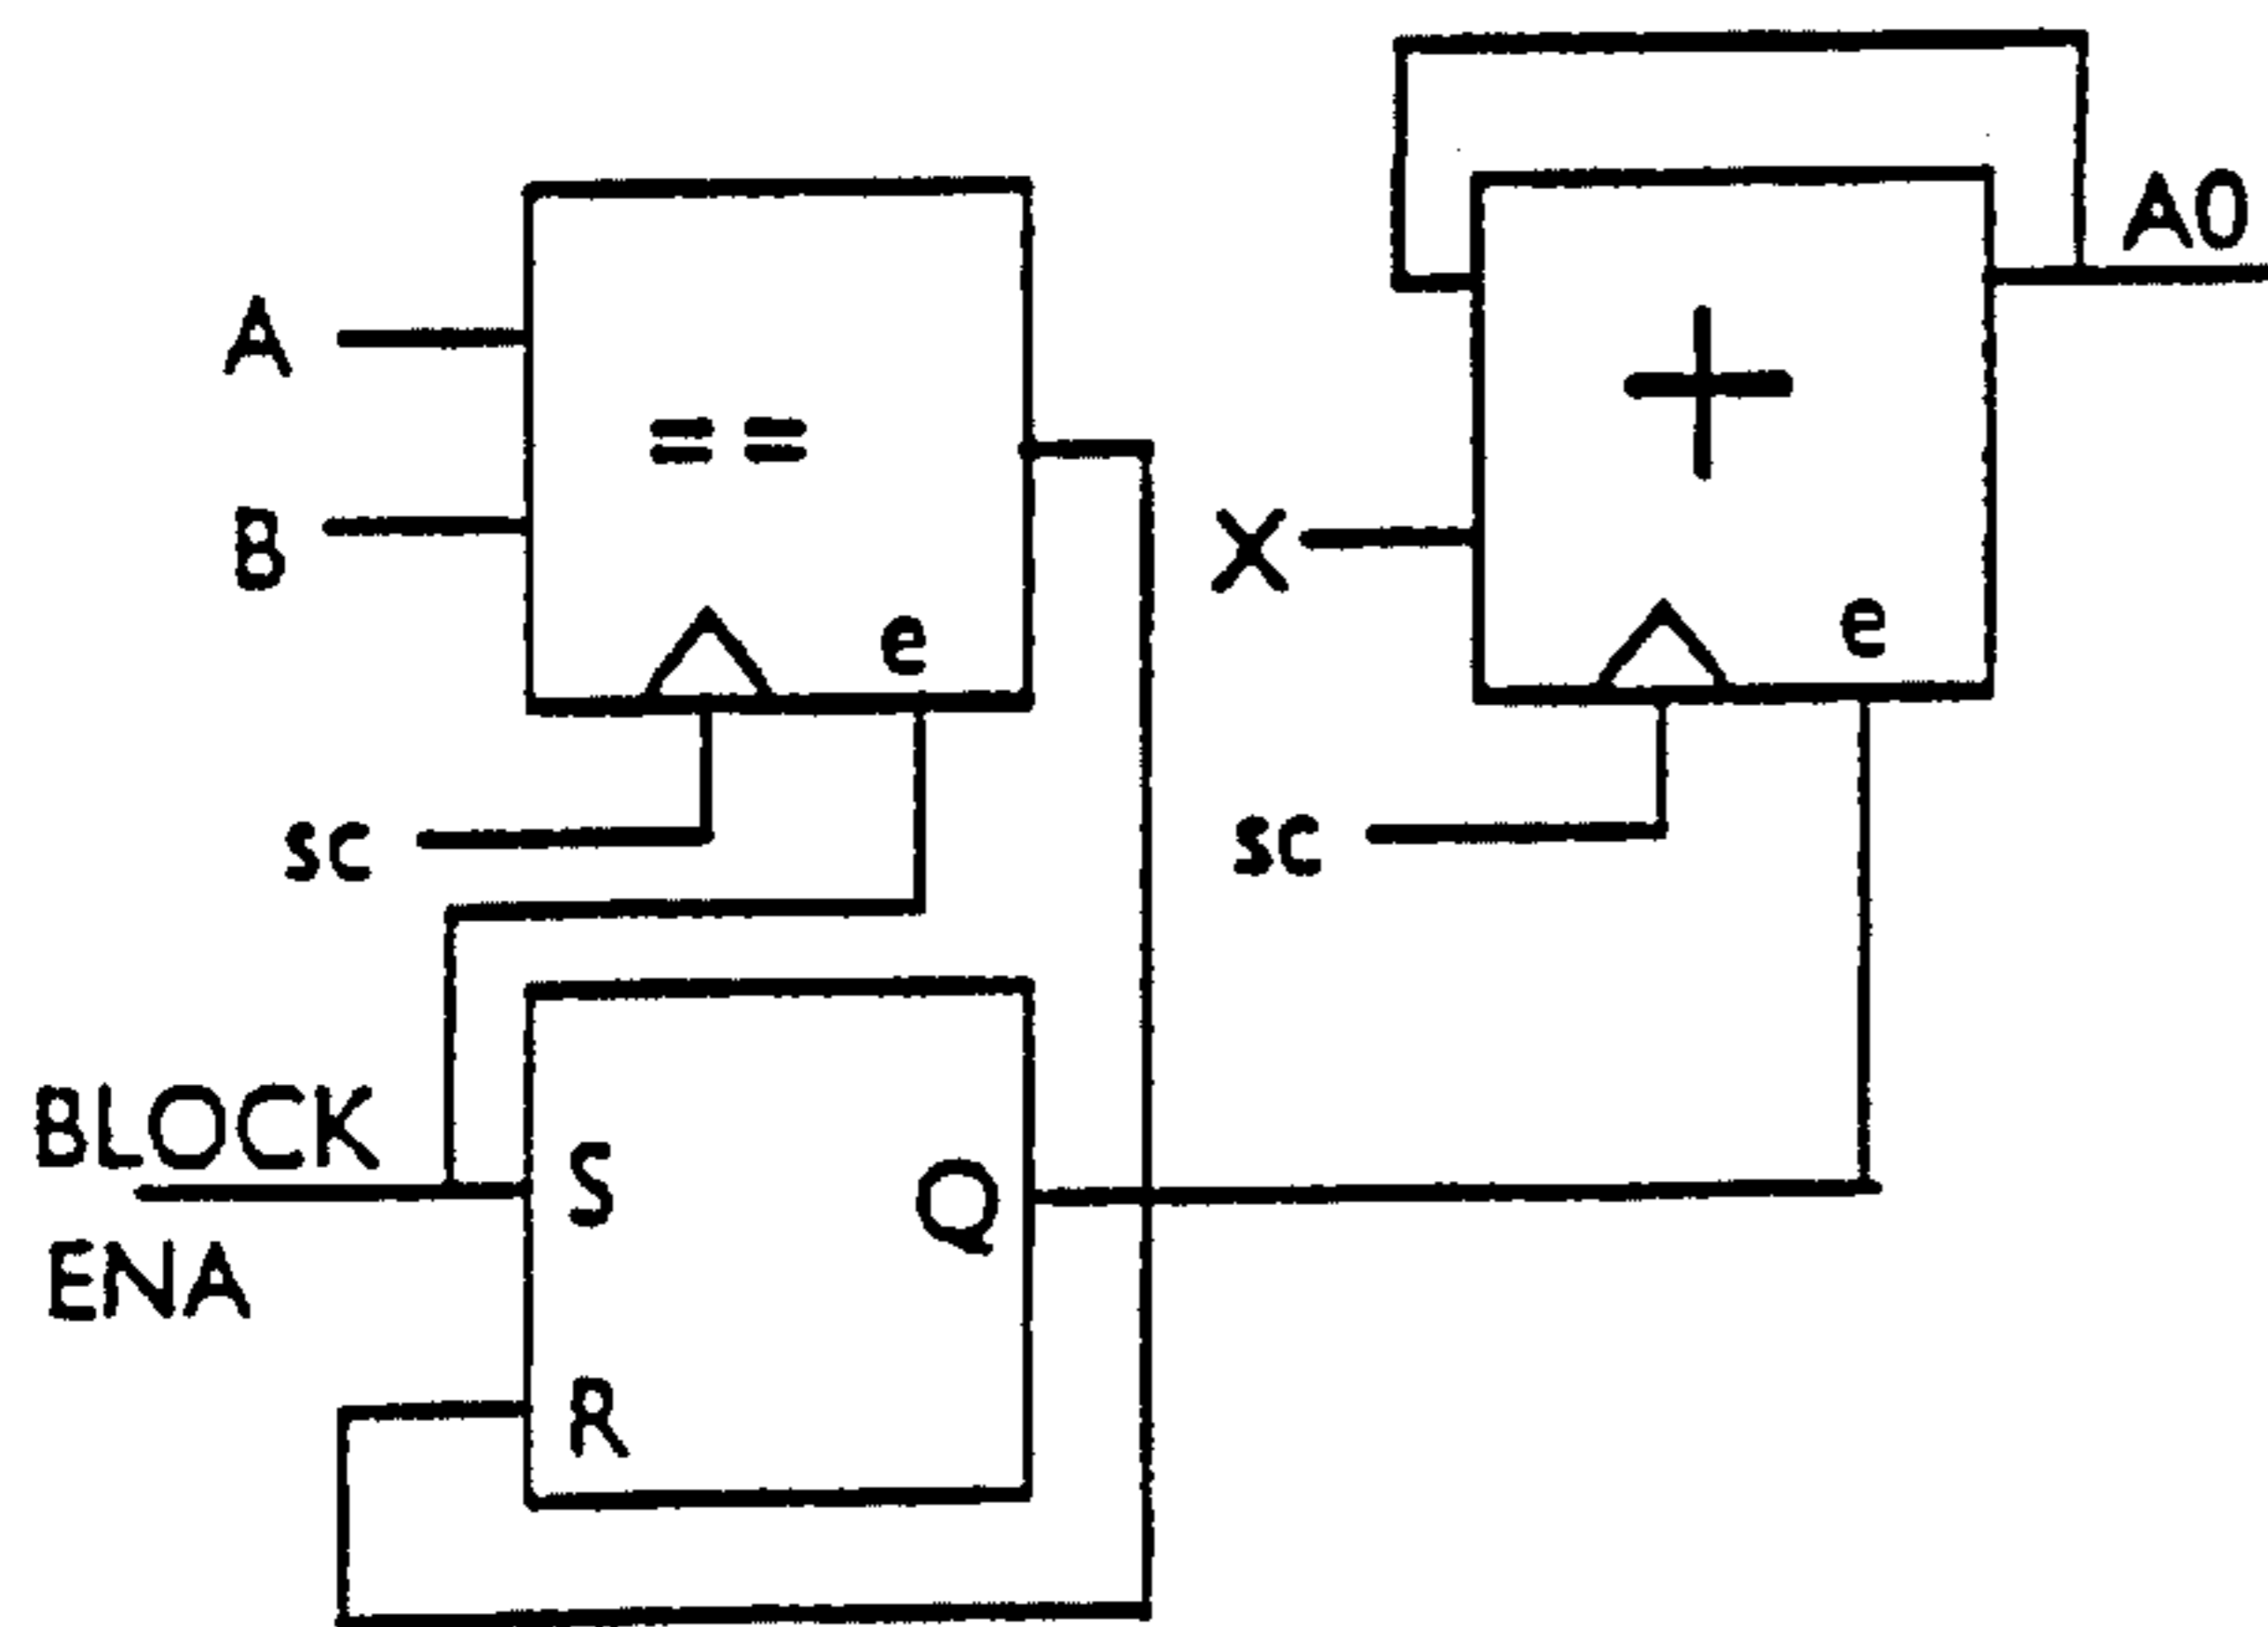 A0
A
+
= =
B
X
e
e
sc
sc
BLOCK
S
Q
ENA
R